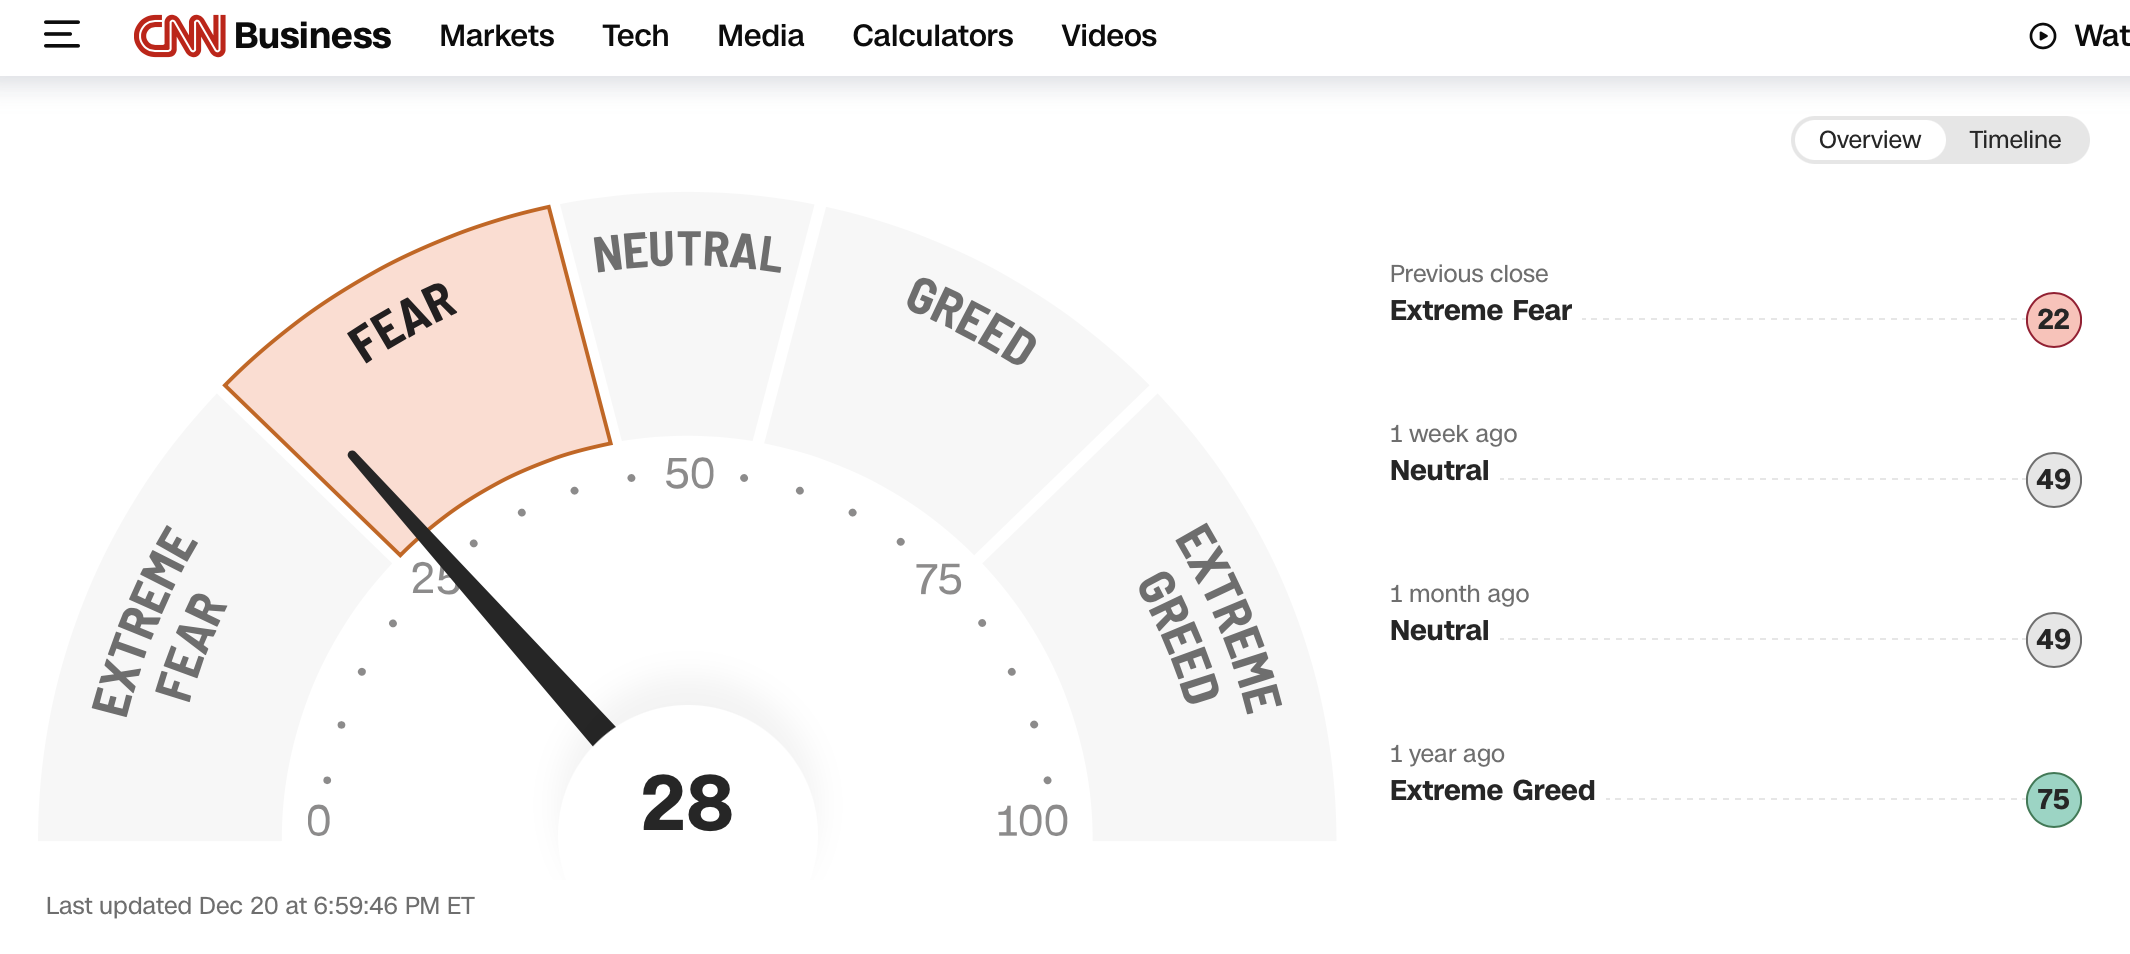 CNN Business Markets Tech Media Calculators Videos Wat
Overview Timeline
EXTREME
FEAR
FEAR
NEUTRAL
GREED
EXTREME
GREED
0
25
50
75
100
28
Last updated Dec 20 at 6:59:46 PM ET
Previous close
Extreme Fear 22
1 week ago
Neutral 49
1 month ago
Neutral 49
1 year ago
Extreme Greed 75